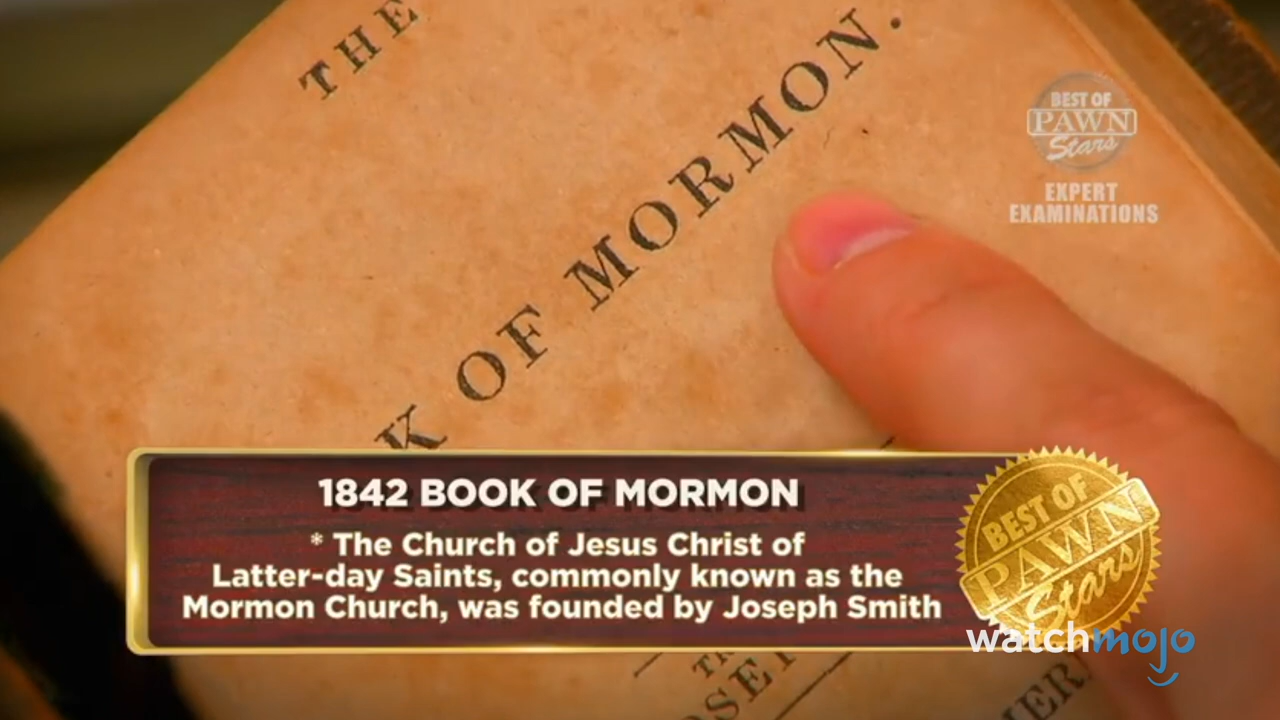 THE
K OF MORMON.
BEST OF
PAWN
Stars
EXPERT
EXAMINATIONS
1842 BOOK OF MORMON
* The Church of Jesus Christ of
Latter-day Saints, commonly known as the
Mormon Church, was founded by Joseph Smith
BEST OF
PAWN
Stars
watchmojo